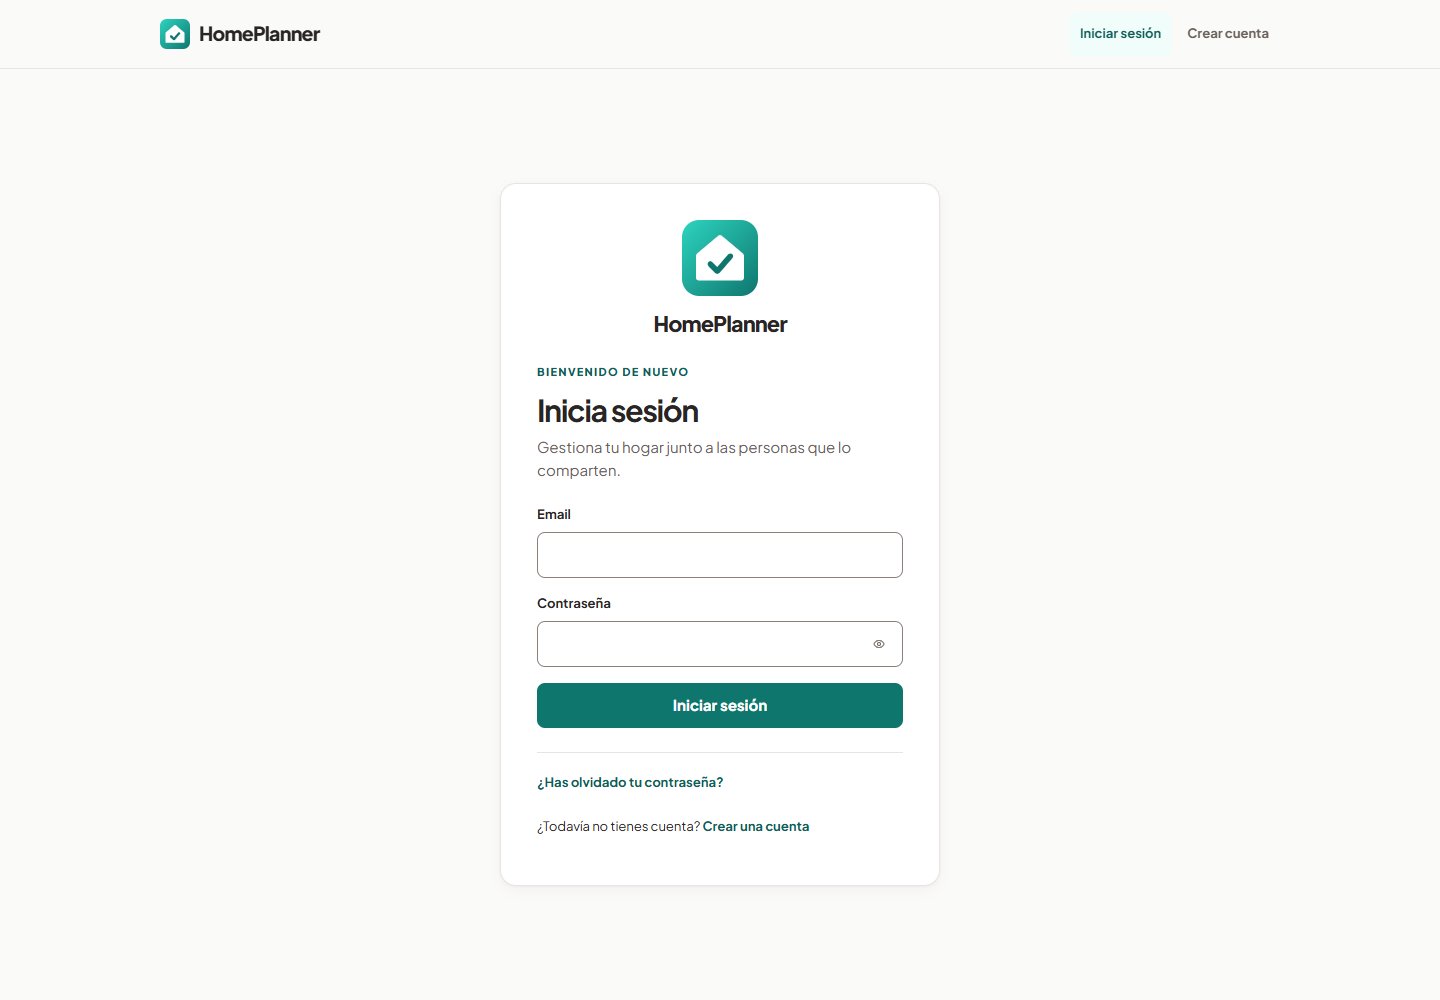 HomePlanner
Iniciar sesión
Crear cuenta
HomePlanner
BIENVENIDO DE NUEVO
Inicia sesión
Gestiona tu hogar junto a las personas que lo
comparten.
Email
Contraseña
Iniciar sesión
¿Has olvidado tu contraseña?
¿Todavía no tienes cuenta? Crear una cuenta